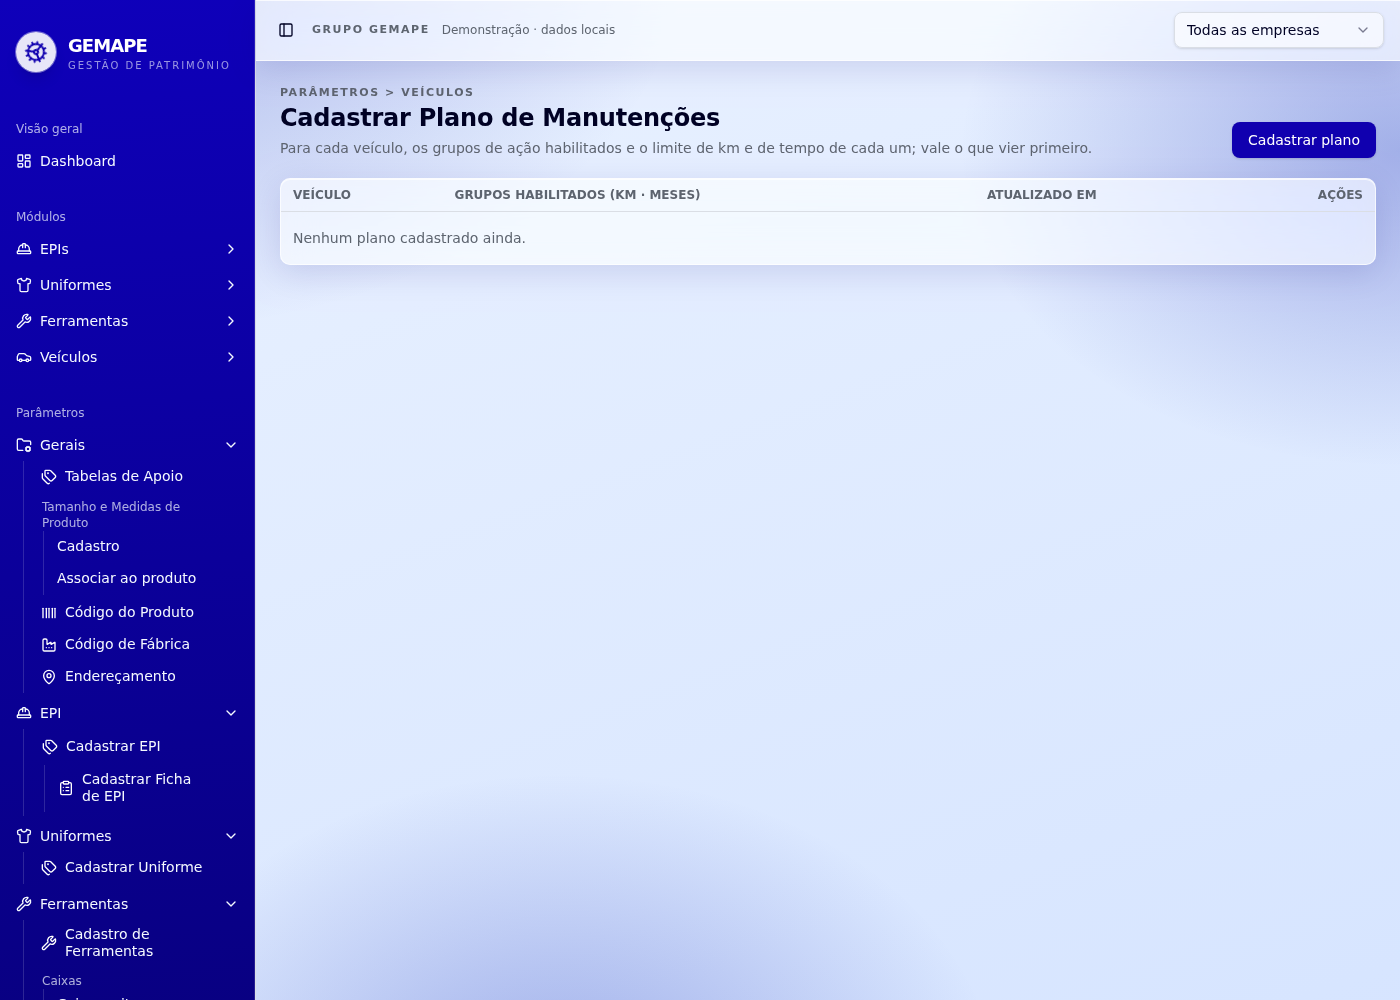 GEMAPE
GESTÃO DE PATRIMÔNIO
Visão geral
Dashboard
Módulos
EPIs
Uniformes
Ferramentas
Veículos
Parâmetros
Gerais
Tabelas de Apoio
Tamanho e Medidas de
Produto
Cadastro
Associar ao produto
Código do Produto
Código de Fábrica
Endereçamento
EPI
Cadastrar EPI
Cadastrar Ficha
de EPI
Uniformes
Cadastrar Uniforme
Ferramentas
Cadastro de
Ferramentas
Caixas
GRUPO GEMAPE Demonstração · dados locais
Todas as empresas
PARÂMETROS > VEÍCULOS
Cadastrar Plano de Manutenções
Para cada veículo, os grupos de ação habilitados e o limite de km e de tempo de cada um; vale o que vier primeiro.
Cadastrar plano
VEÍCULO GRUPOS HABILITADOS (KM · MESES) ATUALIZADO EM AÇÕES
Nenhum plano cadastrado ainda.